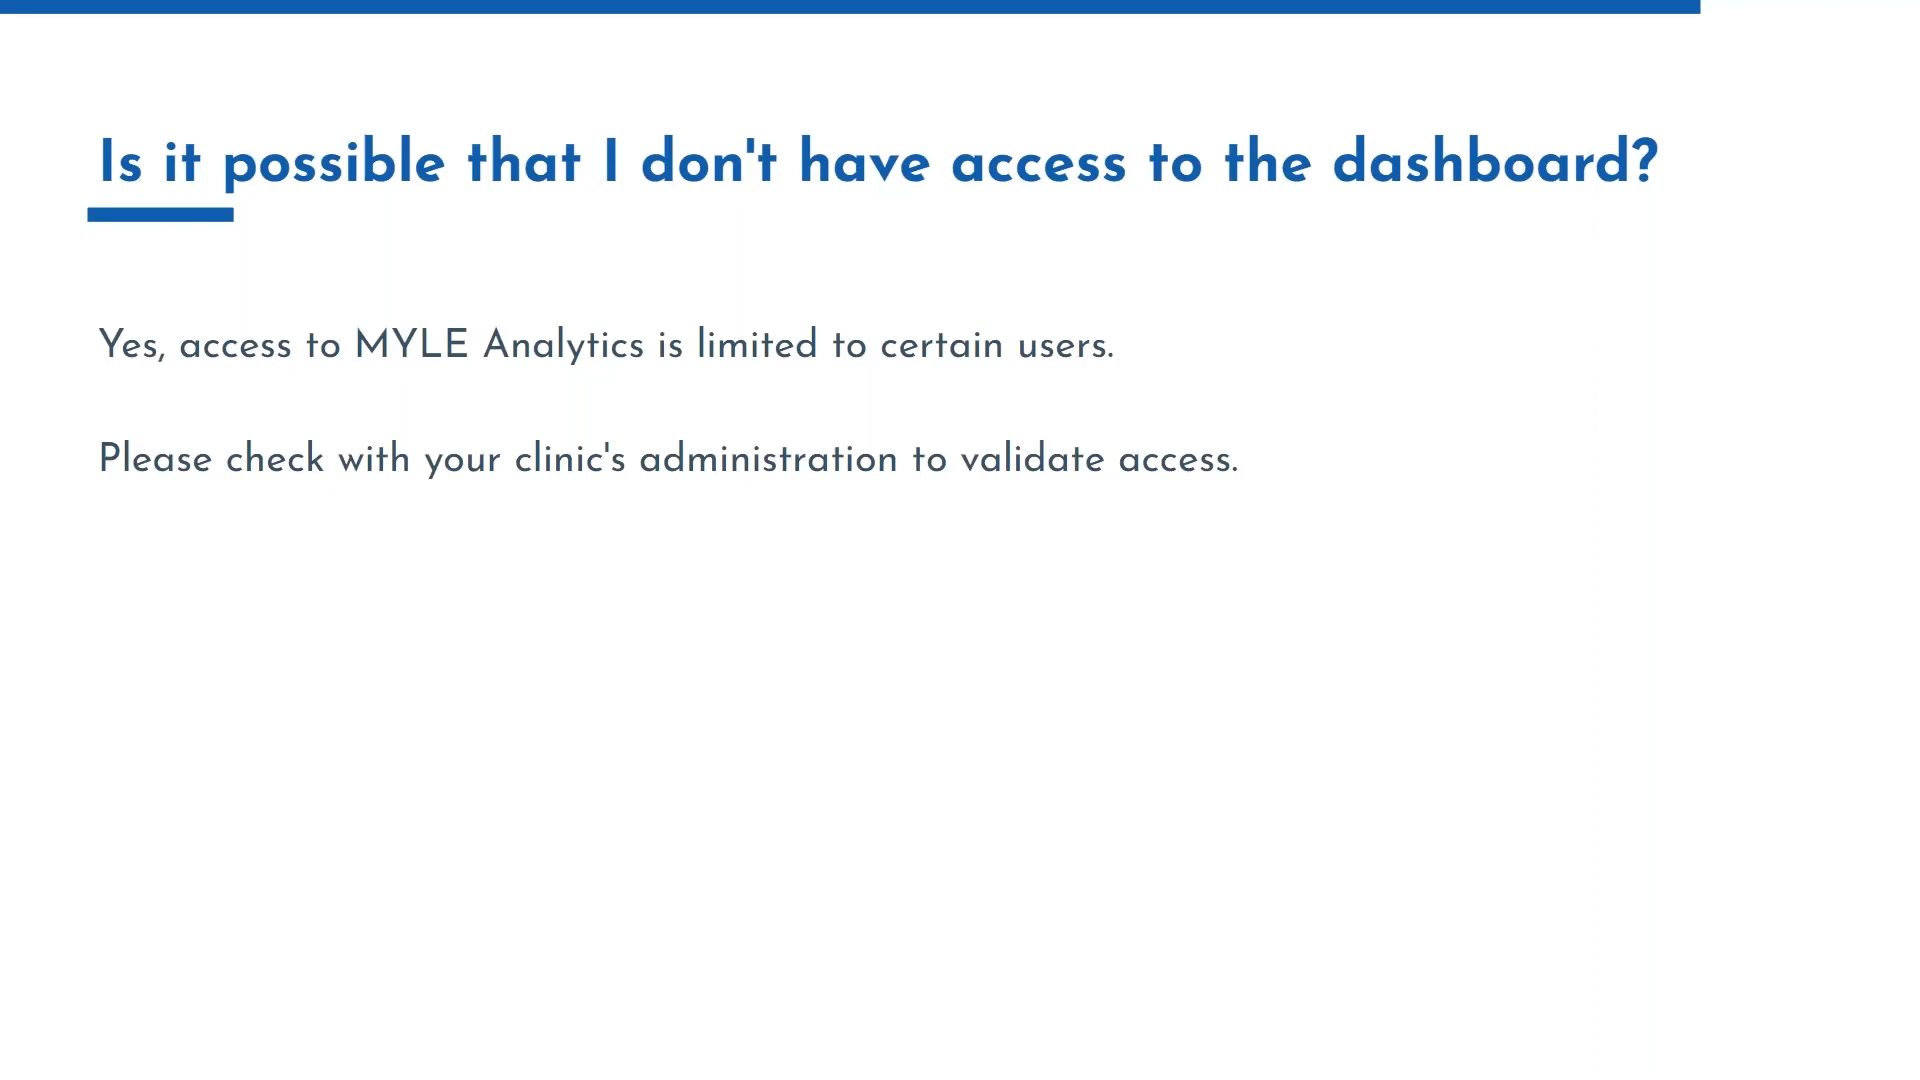 Is it possible that I don't have access to the dashboard?
Yes, access to MYLE Analytics is limited to certain users.
Please check with your clinic's administration to validate access.